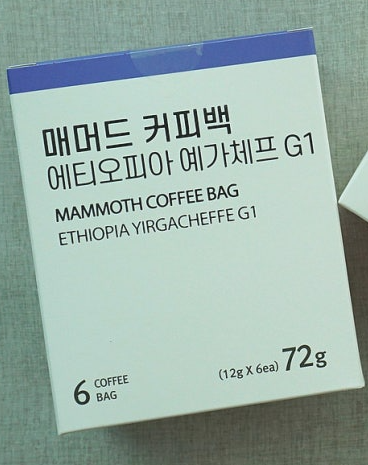 매머드 커피백
에티오피아 예가체프 G1
MAMMOTH COFFEE BAG
ETHIOPIA YIRGACHEFFE G1
6 COFFEE
BAG
(12g X 6ea) 72g